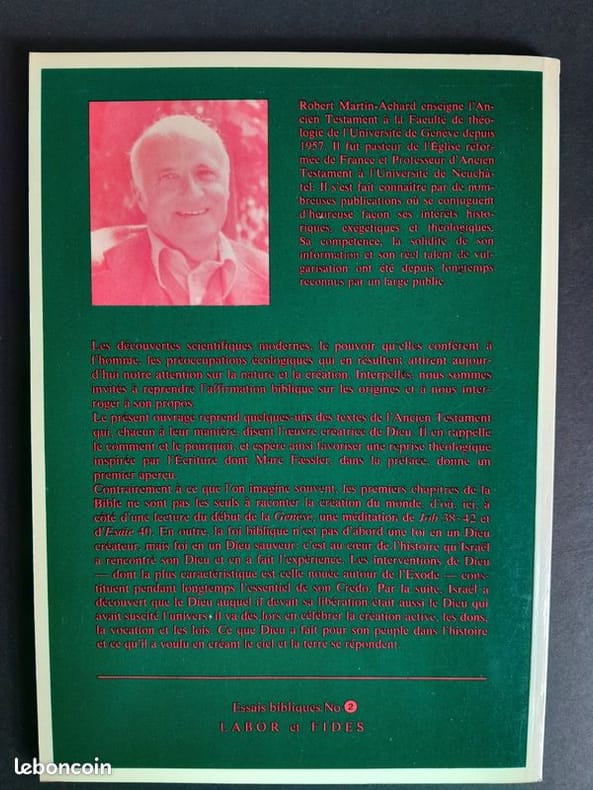 Robert Martin-Achard enseigne l'An-
cien Testament à la Faculté de théo-
logie de l'Université de Genève depuis
1957. Il fut pasteur de l'Église réfor-
mée de France et Professeur d'Ancien
Testament à l'Université de Neuchâ-
tel. Il s'est fait connaître par de nom-
breuses publications où se conjuguent
d'heureuse façon ses intérêts histo-
riques, exégétiques et théologiques.
Sa compétence, la solidité de son
information et son réel talent de vul-
garisation ont été depuis longtemps
reconnus par un large public
Les découvertes scientifiques modernes, le pouvoir qu'elles confèrent à
l'homme, les préoccupations écologiques qui en résultent attirent aujour-
d'hui notre attention sur la nature et la création. Interpellés, nous sommes
invités à reprendre l'affirmation biblique sur les origines et à nous inter-
roger à son propos.
Le présent ouvrage reprend quelques-uns des textes de l'Ancien Testament
qui, chacun à leur manière, disent l'œuvre créatrice de Dieu. Il en rappelle
le comment et le pourquoi, et espère ainsi favoriser une reprise théologique
inspirée par l'Écriture dont Marc Fæssler, dans la préface, donne un
premier aperçu.
Contrairement à ce que l'on imagine souvent, les premiers chapitres de la
Bible ne sont pas les seuls à raconter la création du monde, d'où, ici, à
côté d'une lecture du début de la Genèse, une méditation de Job 38-42 et
d'Esaïe 40. En outre, la foi biblique n'est pas d'abord une foi en un Dieu
créateur, mais foi en un Dieu sauveur: c'est au cœur de l'histoire qu'Israël
a rencontré son Dieu et en a fait l'expérience. Les interventions de Dieu
— dont la plus caractéristique est celle nouée autour de l'Exode — cons-
tituent pendant longtemps l'essentiel de son Credo. Par la suite, Israël a
découvert que le Dieu auquel il devait sa libération était aussi le Dieu qui
avait suscité l'univers: il va dès lors en célébrer la création active, les dons,
la vocation et les lois. Ce que Dieu a fait pour son peuple dans l'histoire
et ce qu'il a voulu en créant le ciel et la terre se répondent.
Essais bibliques No 2
LABOR et FIDES
leboncoin